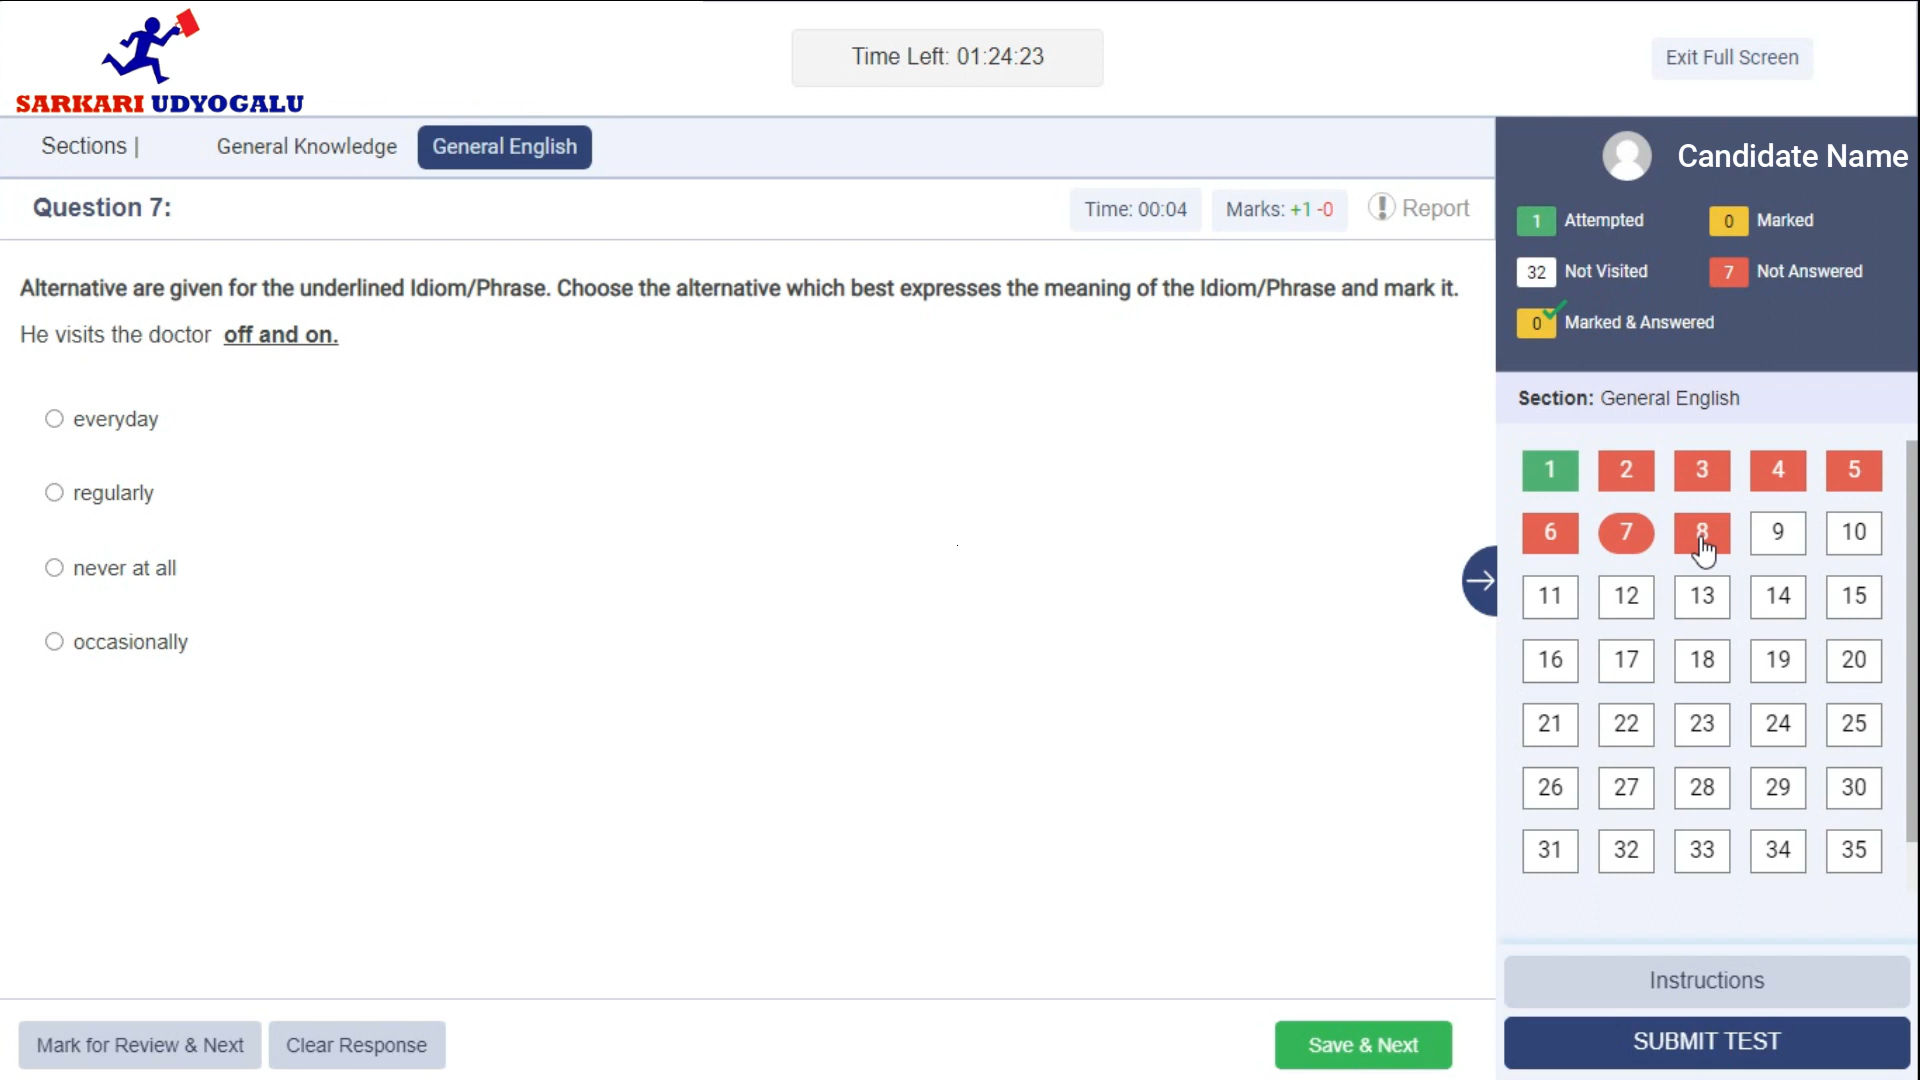 SARKARI UDYOGALU
Time Left: 01:24:23
Exit Full Screen
Sections |
General Knowledge
General English
Question 7:
Time: 00:04
Marks: +1 -0
Report
Alternative are given for the underlined Idiom/Phrase. Choose the alternative which best expresses the meaning of the Idiom/Phrase and mark it.
He visits the doctor off and on.
everyday
regularly
never at all
occasionally
Mark for Review & Next
Clear Response
Save & Next
Candidate Name
1 Attempted
0 Marked
32 Not Visited
7 Not Answered
0 Marked & Answered
Section: General English
1 2 3 4 5
6 7 8 9 10
11 12 13 14 15
16 17 18 19 20
21 22 23 24 25
26 27 28 29 30
31 32 33 34 35
Instructions
SUBMIT TEST